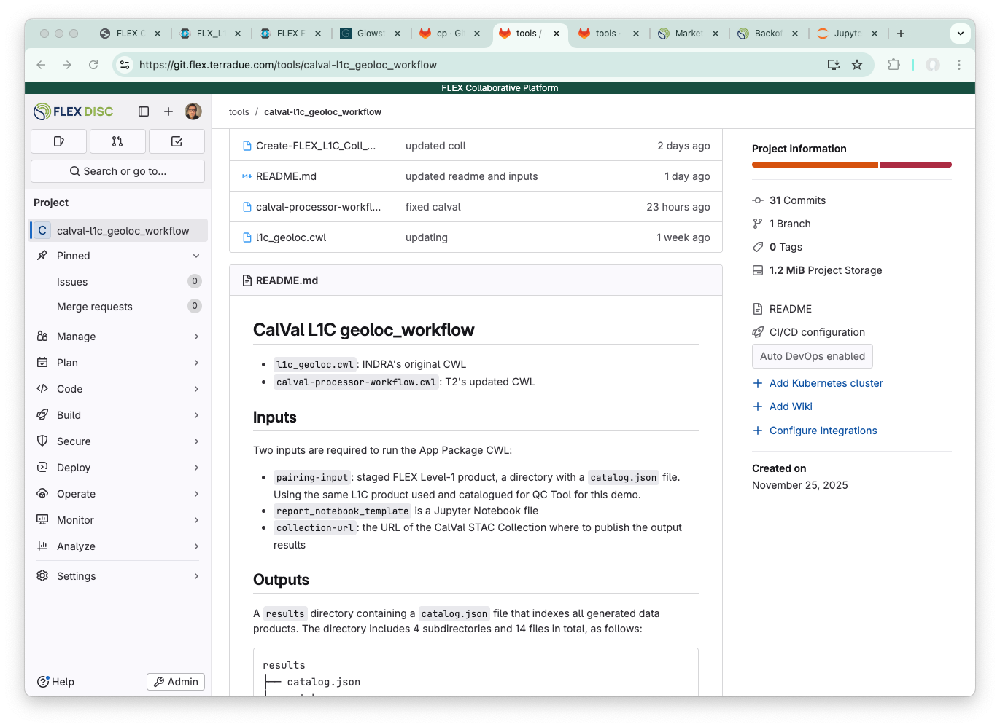 FLEX C
FLX_L1
FLEX F
Glows
cp · Gi
tools /
tools ·
Market
Backof
Jupyte
https://git.flex.terradue.com/tools/calval-l1c_geoloc_workflow
FLEX Collaborative Platform
FLEX DISC
Search or go to...
Project
C calval-l1c_geoloc_workflow
Pinned
Issues 0
Merge requests 0
Manage
Plan
Code
Build
Secure
Deploy
Operate
Monitor
Analyze
Settings
Help
Admin
tools / calval-l1c_geoloc_workflow
Create-FLEX_L1C_Coll_... updated coll 2 days ago
README.md updated readme and inputs 1 day ago
calval-processor-workfl... fixed calval 23 hours ago
l1c_geoloc.cwl updating 1 week ago
README.md
CalVal L1C geoloc_workflow
l1c_geoloc.cwl: INDRA's original CWL
calval-processor-workflow.cwl: T2's updated CWL
Inputs
Two inputs are required to run the App Package CWL:
pairing-input: staged FLEX Level-1 product, a directory with a catalog.json file.
Using the same L1C product used and catalogued for QC Tool for this demo.
report_notebook_template is a Jupyter Notebook file
collection-url: the URL of the CalVal STAC Collection where to publish the output
results
Outputs
A results directory containing a catalog.json file that indexes all generated data
products. The directory includes 4 subdirectories and 14 files in total, as follows:
results
├── catalog.json
Project information
31 Commits
1 Branch
0 Tags
1.2 MiB Project Storage
README
CI/CD configuration
Auto DevOps enabled
Add Kubernetes cluster
Add Wiki
Configure Integrations
Created on
November 25, 2025